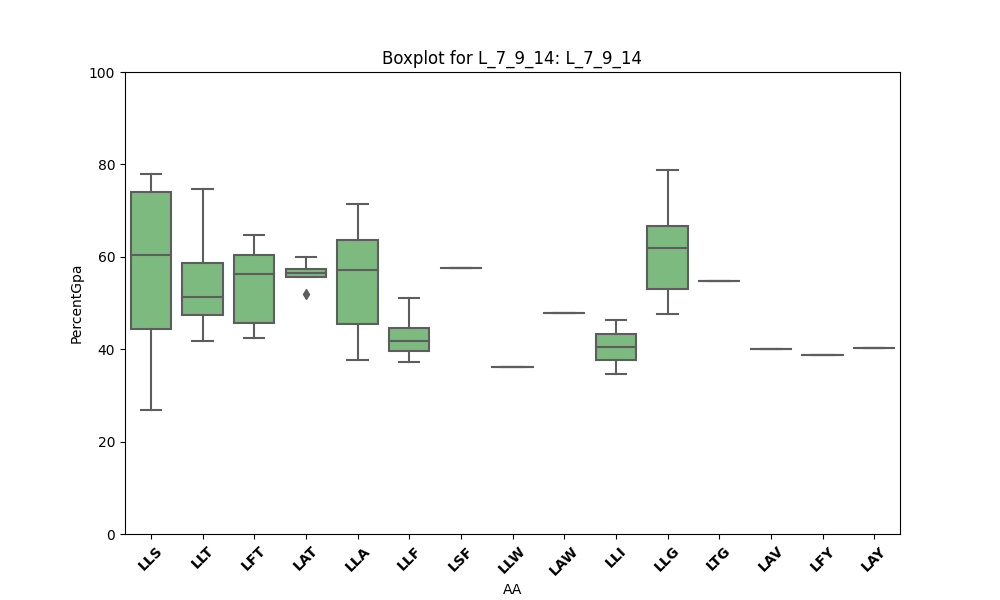 Boxplot for L_7_9_14: L_7_9_14
100
80
60
40
20
0
PercentGpa
LLS LLT LFT LAT LLA LLF LSF LLW LAW LLI LLG LTG LAV LFY LAY
AA